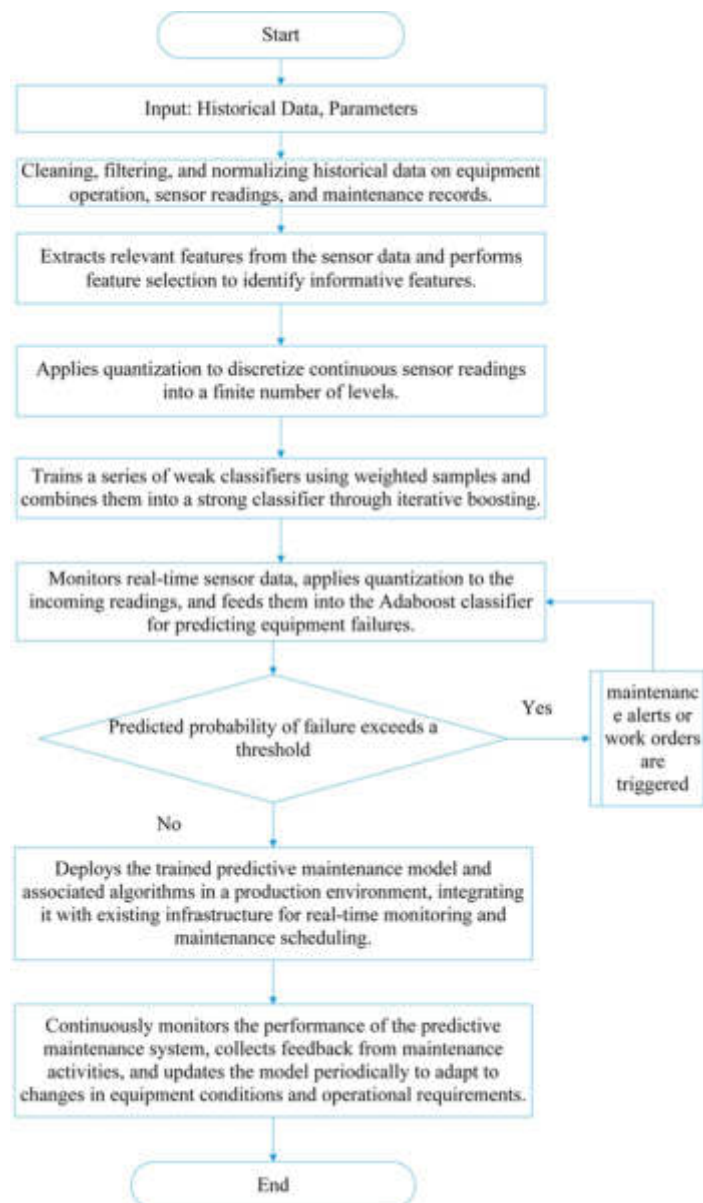 Start
Input: Historical Data, Parameters
Cleaning, filtering, and normalizing historical data on equipment
operation, sensor readings, and maintenance records.
Extracts relevant features from the sensor data and performs
feature selection to identify informative features.
Applies quantization to discretize continuous sensor readings
into a finite number of levels.
Trains a series of weak classifiers using weighted samples and
combines them into a strong classifier through iterative boosting.
Monitors real-time sensor data, applies quantization to the
incoming readings, and feeds them into the Adaboost classifier
for predicting equipment failures.
Predicted probability of failure exceeds a
threshold
Yes
maintenanc
e alerts or
work orders
are
triggered
No
Deploys the trained predictive maintenance model and
associated algorithms in a production environment, integrating
it with existing infrastructure for real-time monitoring and
maintenance scheduling.
Continuously monitors the performance of the predictive
maintenance system, collects feedback from maintenance
activities, and updates the model periodically to adapt to
changes in equipment conditions and operational requirements.
End